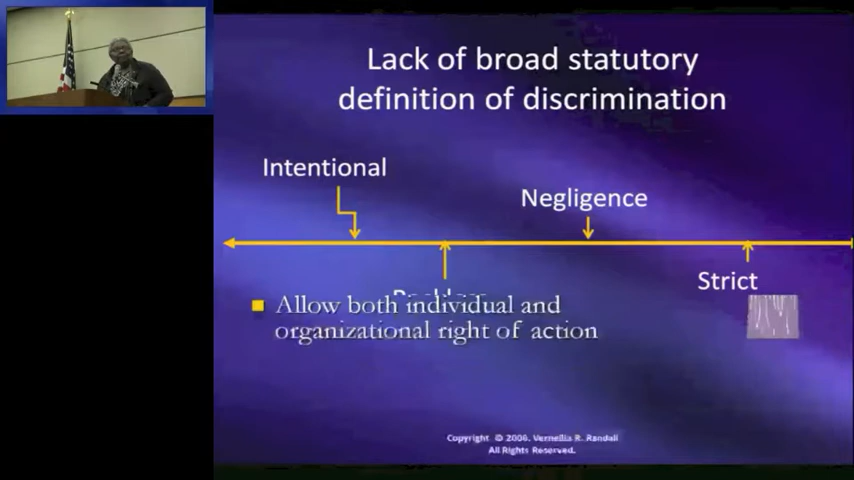 Lack of broad statutory
definition of discrimination
Intentional
Negligence
Strict
Allow both individual and
organizational right of action
Copyright © 2006. Vernellia R. Randall
All Rights Reserved.